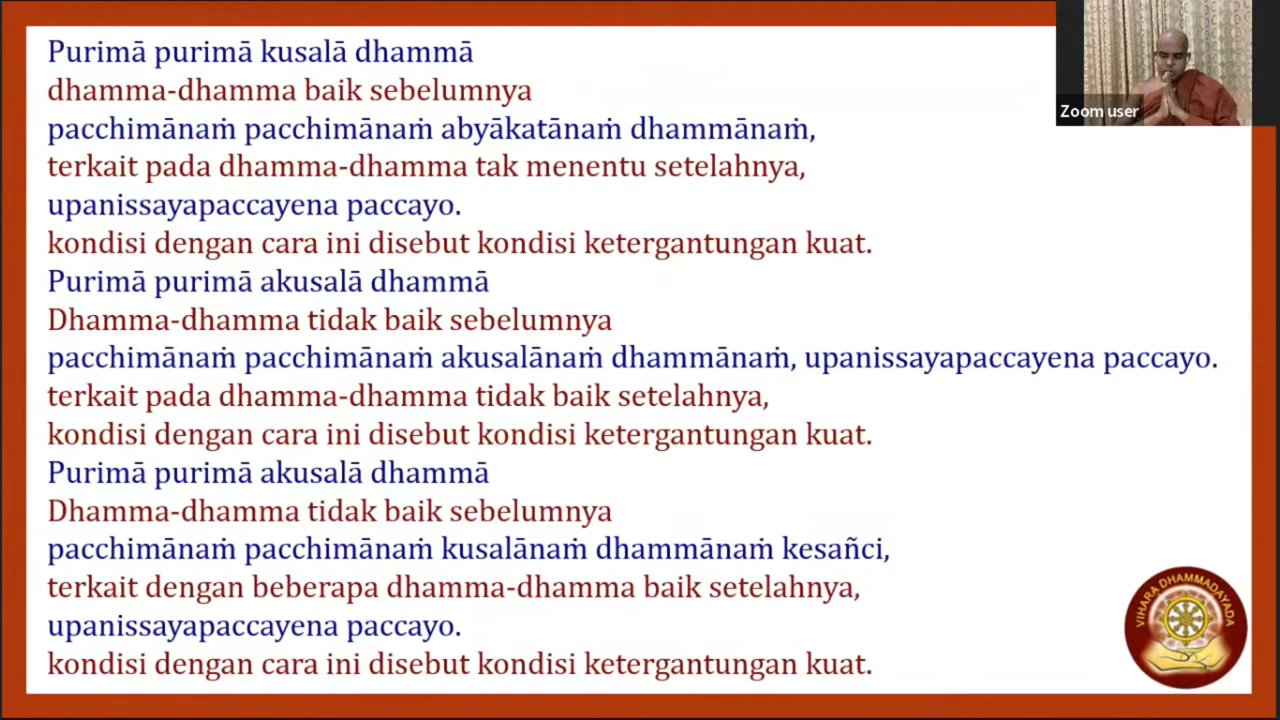 Purimā purimā kusalā dhammā
dhamma-dhamma baik sebelumnya
pacchimānaṁ pacchimānaṁ abyākatānaṁ dhammānaṁ,
terkait pada dhamma-dhamma tak menentu setelahnya,
upanissayapaccayena paccayo.
kondisi dengan cara ini disebut kondisi ketergantungan kuat.
Purimā purimā akusalā dhammā
Dhamma-dhamma tidak baik sebelumnya
pacchimānaṁ pacchimānaṁ akusalānaṁ dhammānaṁ, upanissayapaccayena paccayo.
terkait pada dhamma-dhamma tidak baik setelahnya,
kondisi dengan cara ini disebut kondisi ketergantungan kuat.
Purimā purimā akusalā dhammā
Dhamma-dhamma tidak baik sebelumnya
pacchimānaṁ pacchimānaṁ kusalānaṁ dhammānaṁ kesañci,
terkait dengan beberapa dhamma-dhamma baik setelahnya,
upanissayapaccayena paccayo.
kondisi dengan cara ini disebut kondisi ketergantungan kuat.
Zoom user
VIHARA DHAMMADAYADA